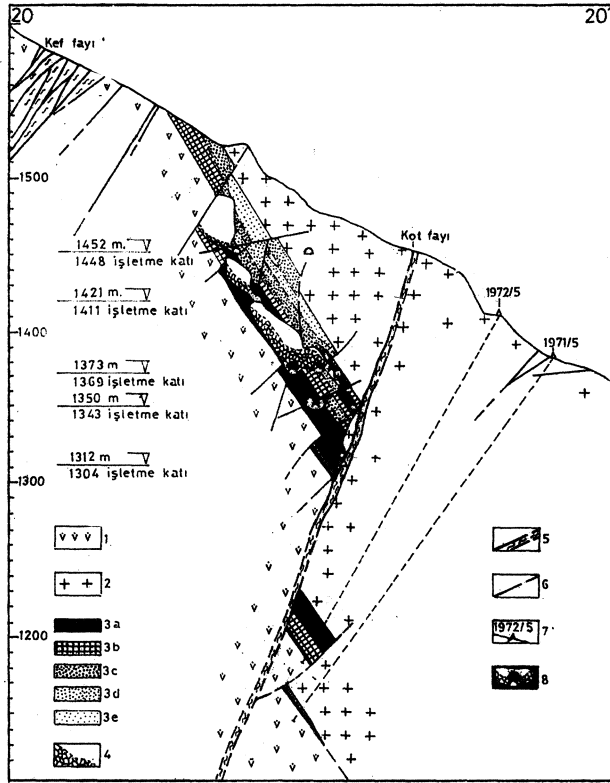 20 20'
Kef fayı
1500
Kot fayı
1452 m.
1448 işletme katı
1972/5
1421 m.
1411 işletme katı
1400
1971/5
1373 m
1369 işletme katı
1350 m
1343 işletme katı
1312 m
1304 işletme katı
1300
1
2
3a
3b
3c
3d
3e
4
1200
5
6
1972/5 7
8